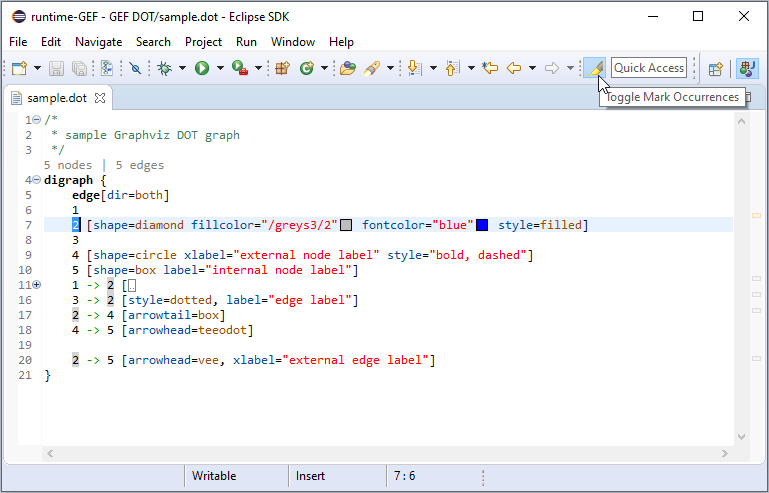 runtime-GEF - GEF DOT/sample.dot - Eclipse SDK
File Edit Navigate Search Project Run Window Help
Quick Access
sample.dot
Toggle Mark Occurrences
1 /*
2 * sample Graphviz DOT graph
3 */
5 nodes | 5 edges
4 digraph {
5 edge[dir=both]
6 1
7 2 [shape=diamond fillcolor="/greys3/2" fontcolor="blue" style=filled]
8 3
9 4 [shape=circle xlabel="external node label" style="bold, dashed"]
10 5 [shape=box label="internal node label"]
11 1 -> 2 [..
16 3 -> 2 [style=dotted, label="edge label"]
17 2 -> 4 [arrowtail=box]
18 4 -> 5 [arrowhead=teeodot]
19
20 2 -> 5 [arrowhead=vee, xlabel="external edge label"]
21 }
Writable Insert 7 : 6